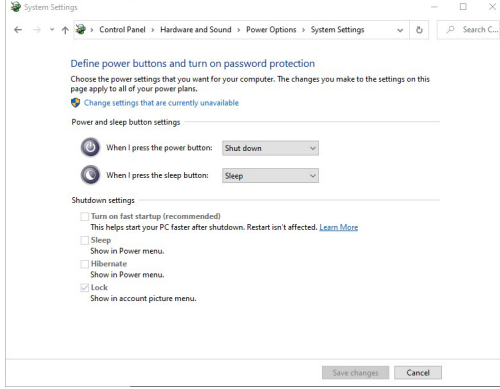 System Settings
Control Panel > Hardware and Sound > Power Options > System Settings
Search C...
Define power buttons and turn on password protection
Choose the power settings that you want for your computer. The changes you make to the settings on this
page apply to all of your power plans.
Change settings that are currently unavailable
Power and sleep button settings
When I press the power button: Shut down
When I press the sleep button: Sleep
Shutdown settings
Turn on fast startup (recommended)
This helps start your PC faster after shutdown. Restart isn't affected. Learn More
Sleep
Show in Power menu.
Hibernate
Show in Power menu.
Lock
Show in account picture menu.
Save changes Cancel